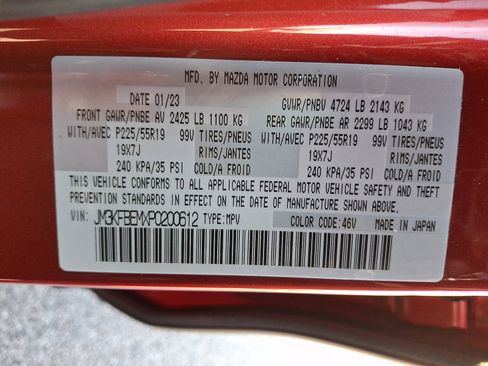 MFD. BY MAZDA MOTOR CORPORATION
DATE 01/23 GVWR/PNBV 4724 LB 2143 KG
FRONT GAWR/PNBE AV 2425 LB 1100 KG REAR GAWR/PNBE AR 2299 LB 1043 KG
WITH/AVEC P225/55R19 99V TIRES/PNEUS WITH/AVEC P225/55R19 99V TIRES/PNEUS
19X7J RIMS/JANTES 19X7J RIMS/JANTES
240 KPA/35 PSI COLD/A FROID 240 KPA/35 PSI COLD/A FROID
THIS VEHICLE CONFORMS TO ALL APPLICABLE FEDERAL MOTOR VEHICLE SAFETY AND THEFT
PREVENTION STANDARDS IN EFFECT ON THE DATE OF MANUFACTURE SHOWN ABOVE.
VIN: JM3KFBEMXP0200612 TYPE:MPV COLOR CODE:46V MADE IN JAPAN